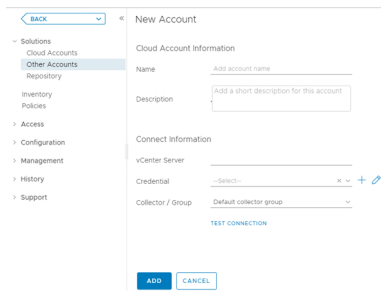 BACK
«
New Account
Solutions
Cloud Accounts
Other Accounts
Repository
Inventory
Policies
Access
Configuration
Management
History
Support
Cloud Account Information
Name
Add account name
Description
Add a short description for this account
Connect Information
vCenter Server
Credential
--Select--
Collector / Group
Default collector group
TEST CONNECTION
ADD
CANCEL